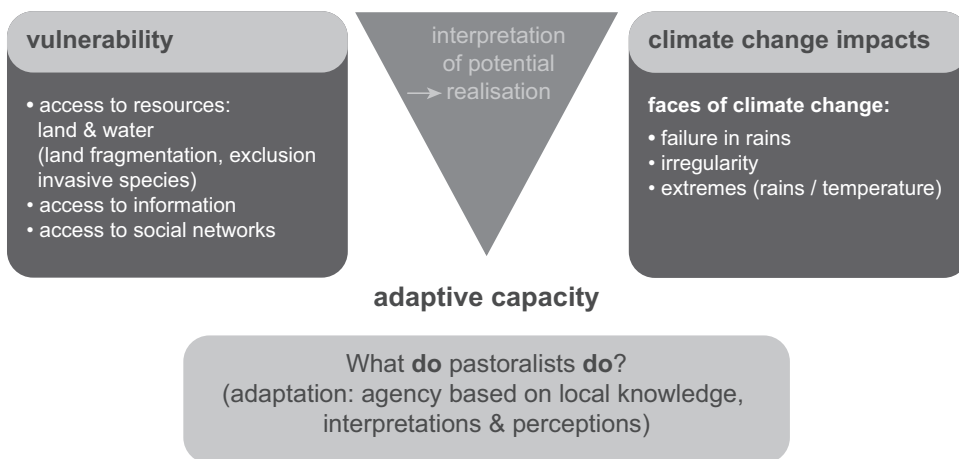 vulnerability
• access to resources:
land & water
(land fragmentation, exclusion
invasive species)
• access to information
• access to social networks
interpretation
of potential
→ realisation
climate change impacts
faces of climate change:
• failure in rains
• irregularity
• extremes (rains / temperature)
adaptive capacity
What do pastoralists do?
(adaptation: agency based on local knowledge,
interpretations & perceptions)